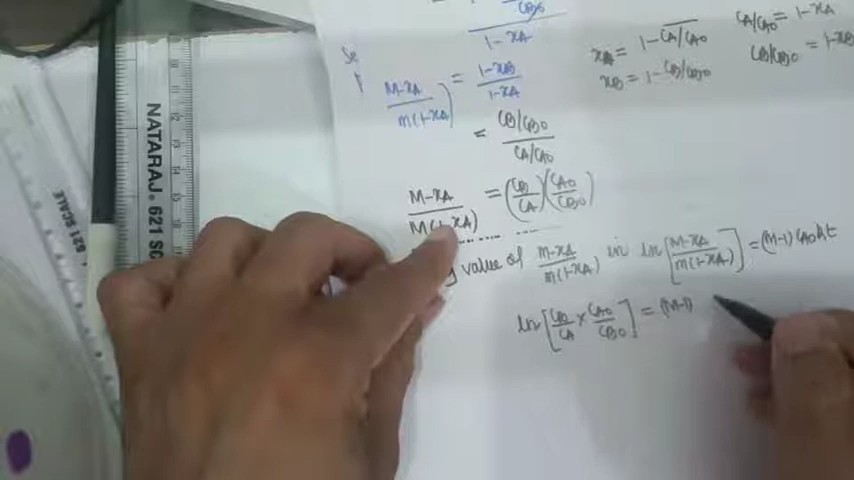 CB0
1-xA
xA = 1-CA/CA0
CA/CA0 = 1-xA
xB = 1-CB/CB0
CB/CB0 = 1-xB
M-xA / m(1-xA) = 1-xB / 1-xA
= CB/CB0 / CA/CA0
M-xA / M(1-xA) = (CB/CA)(CA0/CB0)
value of m-xA / m(1-xA) in ln[M-xA / m(1-xA)] = (M-1) CA0 kt
ln[CB/CA × CA0/CB0] = (M-1)
NATARAJ 621 SC
621 SCALE